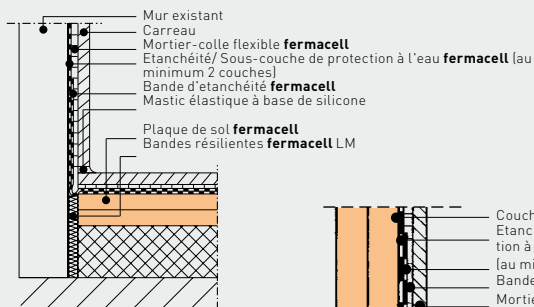 Mur existant
Carreau
Mortier-colle flexible fermacell
Etanchéité/ Sous-couche de protection à l'eau fermacell (au
minimum 2 couches)
Bande d'etanchéité fermacell
Mastic élastique à base de silicone
Plaque de sol fermacell
Bandes résilientes fermacell LM
Couch
Etanc
tion à
(au mi
Bande
Mortie